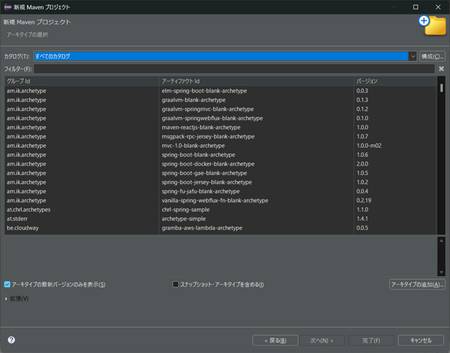 新規 Maven プロジェクト
新規 Maven プロジェクト
アーキタイプの選択
カタログ(T): すべてのカタログ 構成(C)...
フィルター(F):
グループ Id アーティファクト Id バージョン
am.ik.archetype elm-spring-boot-blank-archetype 0.0.3
am.ik.archetype graalvm-blank-archetype 0.1.3
am.ik.archetype graalvm-springmvc-blank-archetype 0.1.2
am.ik.archetype graalvm-springwebflux-blank-archetype 0.1.0
am.ik.archetype maven-reactjs-blank-archetype 1.0.0
am.ik.archetype msgpack-rpc-jersey-blank-archetype 1.0.7
am.ik.archetype mvc-1.0-blank-archetype 1.0.0-m02
am.ik.archetype spring-boot-blank-archetype 1.0.6
am.ik.archetype spring-boot-docker-blank-archetype 2.0.0
am.ik.archetype spring-boot-gae-blank-archetype 1.0.5
am.ik.archetype spring-boot-jersey-blank-archetype 1.0.2
am.ik.archetype spring-fu-jafu-blank-archetype 0.0.4
am.ik.archetype vanilla-spring-webflux-fn-blank-archetype 0.2.19
at.chrl.archetypes chrl-spring-sample 1.1.0
at.stderr archetype-simple 1.4.1
be.cloudway gramba-aws-lambda-archetype 0.0.5
アーキタイプの最新バージョンのみを表示(S) スナップショット・アーキタイプを含める(I) アーキタイプの追加(A)...
拡張(V)
< 戻る(B) 次へ(N) > 完了(F) キャンセル